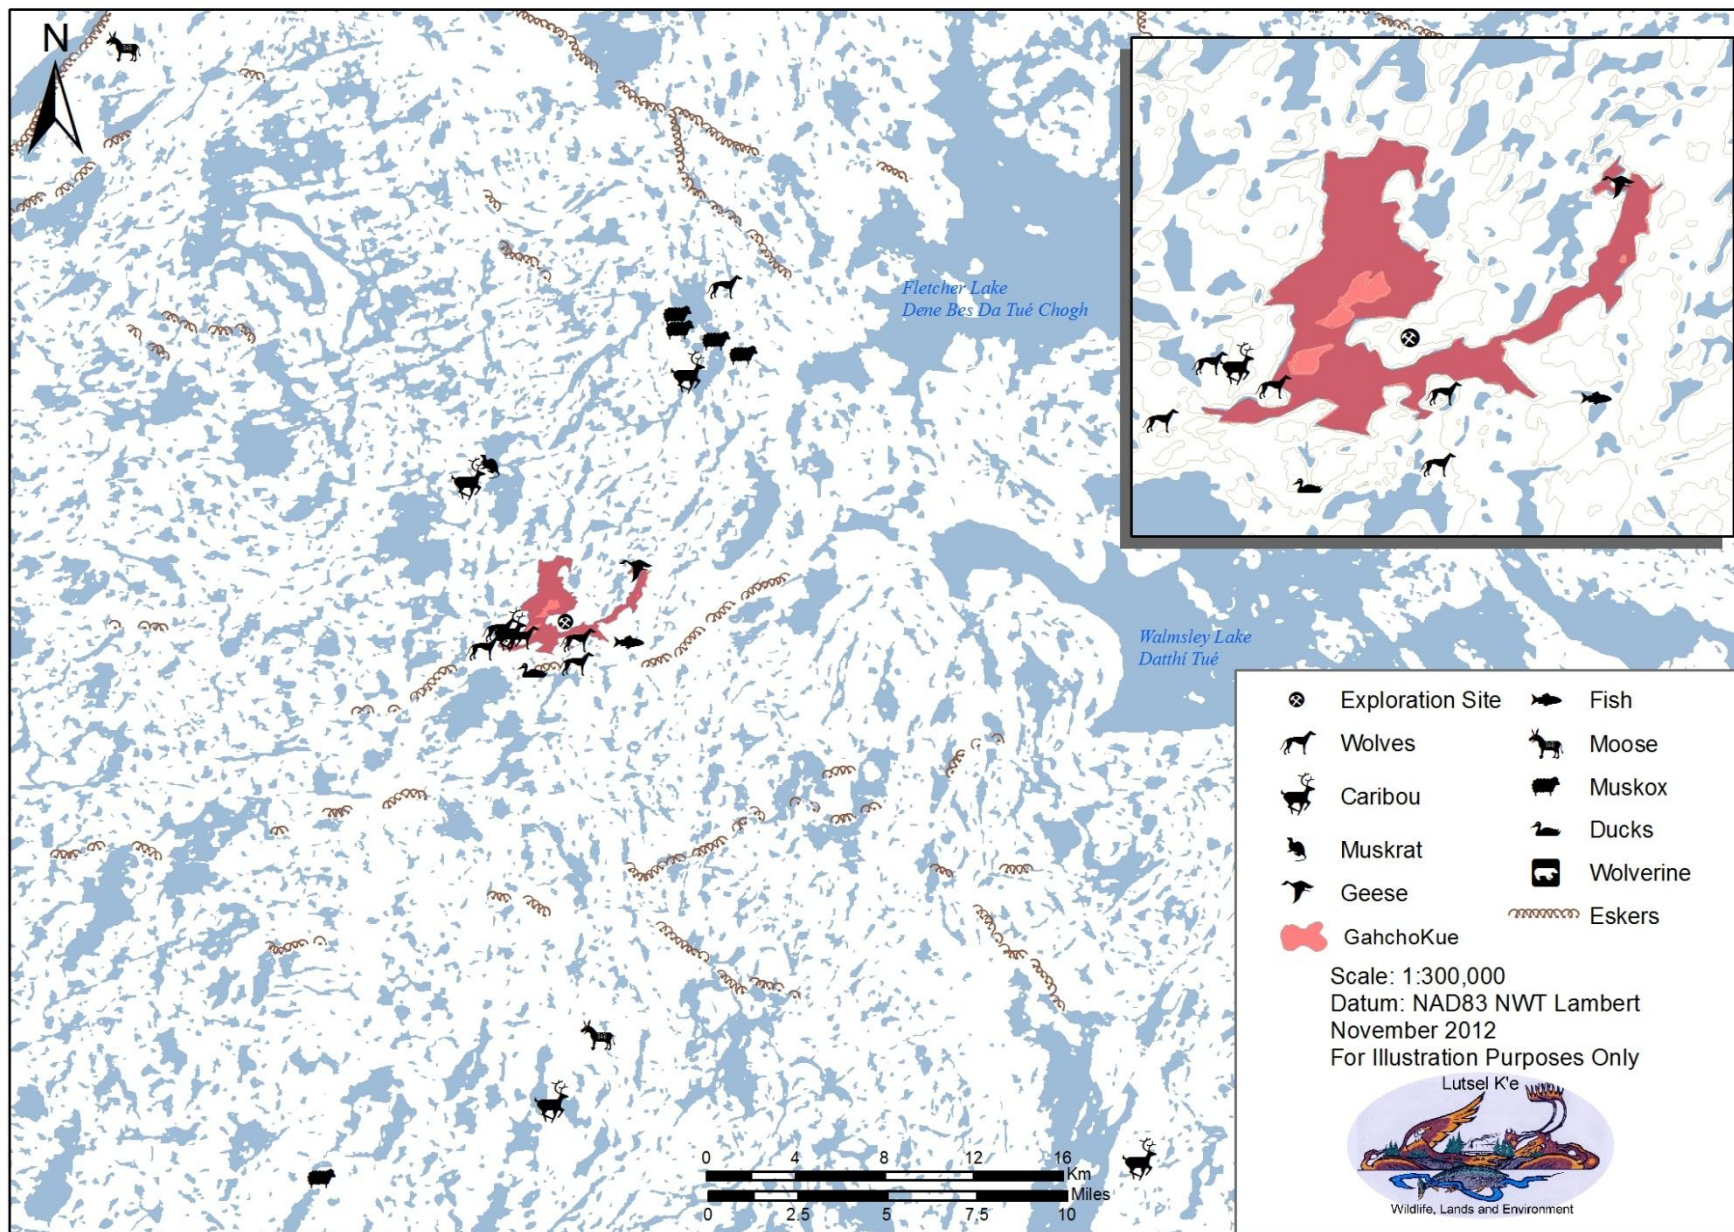 N
Fletcher Lake
Dene Bes Da Tué Chogh
Walmsley Lake
Datthí Tué
Exploration Site
Wolves
Caribou
Muskrat
Geese
GahchoKue
Fish
Moose
Muskox
Ducks
Wolverine
Eskers
Scale: 1:300,000
Datum: NAD83 NWT Lambert
November 2012
For Illustration Purposes Only
Lutsel K'e
Wildlife, Lands and Environment
0 4 8 12 16
Km
Miles
0 2.5 5 7.5 10